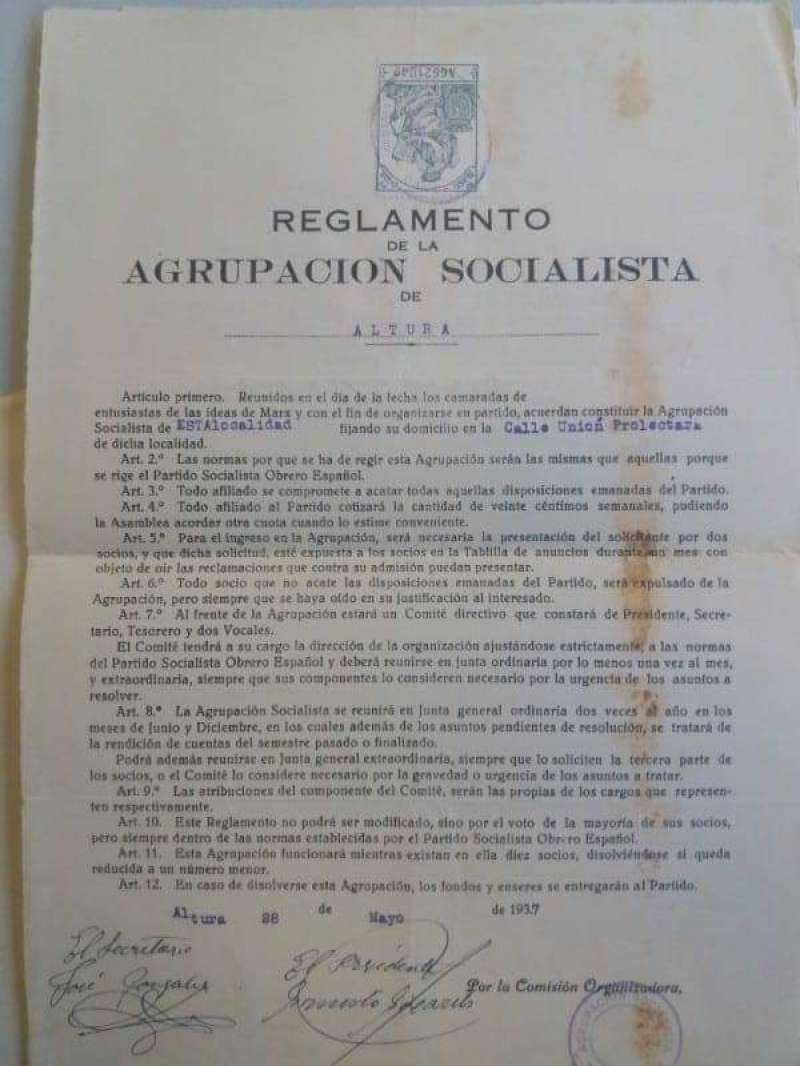 A6621040
REGLAMENTO
DE LA
AGRUPACION SOCIALISTA
DE
ALTURA
Artículo primero. Reunidos en el día de la fecha los camaradas de
entusiastas de las ideas de Marx y con el fin de organizarse en partido, acuerdan constituir la Agrupación
Socialista de ESTAlocalidad fijando su domicilio en la Calle Unión Proletara
de dicha localidad.
Art. 2.º Las normas por que se ha de regir esta Agrupación serán las mismas que aquellas porque
se rige el Partido Socialista Obrero Español.
Art. 3.º Todo afiliado se compromete a acatar todas aquellas disposiciones emanadas del Partido.
Art. 4.º Todo afiliado al Partido cotizará la cantidad de veinte céntimos semanales, pudiendo
la Asamblea acordar otra cuota cuando lo estime conveniente.
Art. 5.º Para el ingreso en la Agrupación, será necesaria la presentación del solicitante por dos
socios, y que dicha solicitud, esté expuesta a los socios en la Tablilla de anuncios durante un mes con
objeto de oir las reclamaciones que contra su admisión puedan presentar.
Art. 6.º Todo socio que no acate las disposiciones emanadas del Partido, será expulsado de la
Agrupación, pero siempre que se haya oído en su justificación al interesado.
Art. 7.º Al frente de la Agrupación estará un Comité directivo que constará de Presidente, Secre-
tario, Tesorero y dos Vocales.
El Comité tendrá a su cargo la dirección de la organización ajustándose estrictamente, a las normas
del Partido Socialista Obrero Español y deberá reunirse en junta ordinaria por lo menos una vez al mes,
y extraordinaria, siempre que sus componentes lo consideren necesario por la urgencia de los asuntos a
resolver.
Art. 8.º La Agrupación Socialista se reunirá en Junta general ordinaria dos veces al año en los
meses de Junio y Diciembre, en los cuales además de los asuntos pendientes de resolución, se tratará de
la rendición de cuentas del semestre pasado o finalizado.
Podrá además reunirse en Junta general extraordinaria, siempre que lo soliciten la tercera parte de
los socios, o el Comité lo considere necesario por la gravedad o urgencia de los asuntos a tratar.
Art. 9.º Las atribuciones del componente del Comité, serán las propias de los cargos que represen-
ten respectivamente.
Art. 10. Este Reglamento no podrá ser modificado, sino por el voto de la mayoría de sus socios,
pero siempre dentro de las normas establecidas por el Partido Socialista Obrero Español.
Art. 11. Esta Agrupación funcionará mientras existan en ella diez socios, disolviéndose si queda
reducida a un número menor.
Art. 12. En caso de disolverse esta Agrupación, los fondos y enseres se entregarán al Partido.
Altura 28 de Mayo de 1937
El Secretario
José Gonzalez
El Presidente
Ernesto
Por la Comisión Organizadora,
AGRUPACION